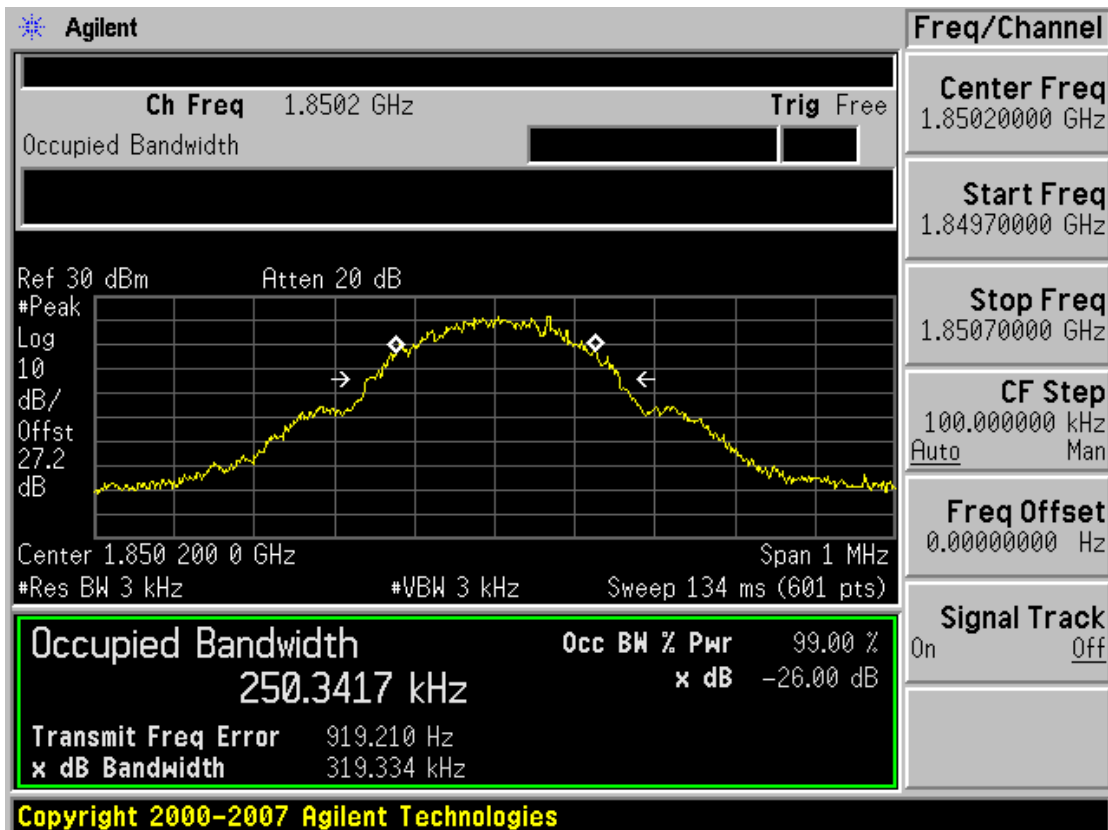 Agilent
Freq/Channel
Ch Freq 1.8502 GHz Trig Free
Occupied Bandwidth
Center Freq
1.85020000 GHz
Start Freq
1.84970000 GHz
Stop Freq
1.85070000 GHz
CF Step
100.000000 kHz
Auto Man
Freq Offset
0.00000000 Hz
Signal Track
On Off
Ref 30 dBm Atten 20 dB
#Peak
Log
10
dB/
Offst
27.2
dB
Center 1.850 200 0 GHz Span 1 MHz
#Res BW 3 kHz #VBW 3 kHz Sweep 134 ms (601 pts)
Occupied Bandwidth Occ BW % Pwr 99.00 %
250.3417 kHz x dB -26.00 dB
Transmit Freq Error 919.210 Hz
x dB Bandwidth 319.334 kHz
Copyright 2000-2007 Agilent Technologies